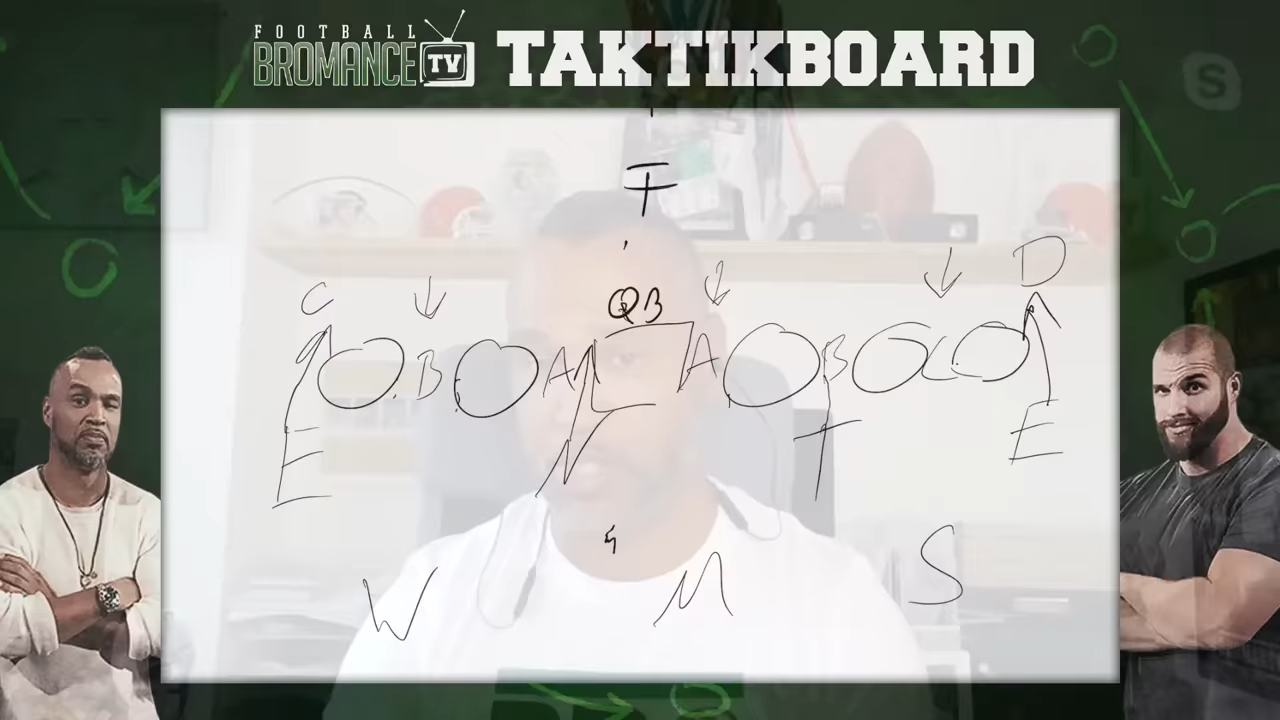 FOOTBALL
BROMANCE TV TAKTIKBOARD
S
T
QB
C D
B A A B C
E N T E
W M S